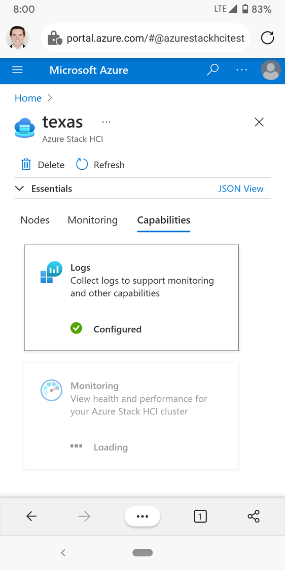 8:00
LTE
83%
portal.azure.com/#@azurestackhcitest
Microsoft Azure
...
Home >
texas ...
Azure Stack HCI
Delete
Refresh
Essentials
JSON View
Nodes
Monitoring
Capabilities
Logs
Collect logs to support monitoring
and other capabilities
Configured
Monitoring
View health and performance for
your Azure Stack HCI cluster
Loading
1